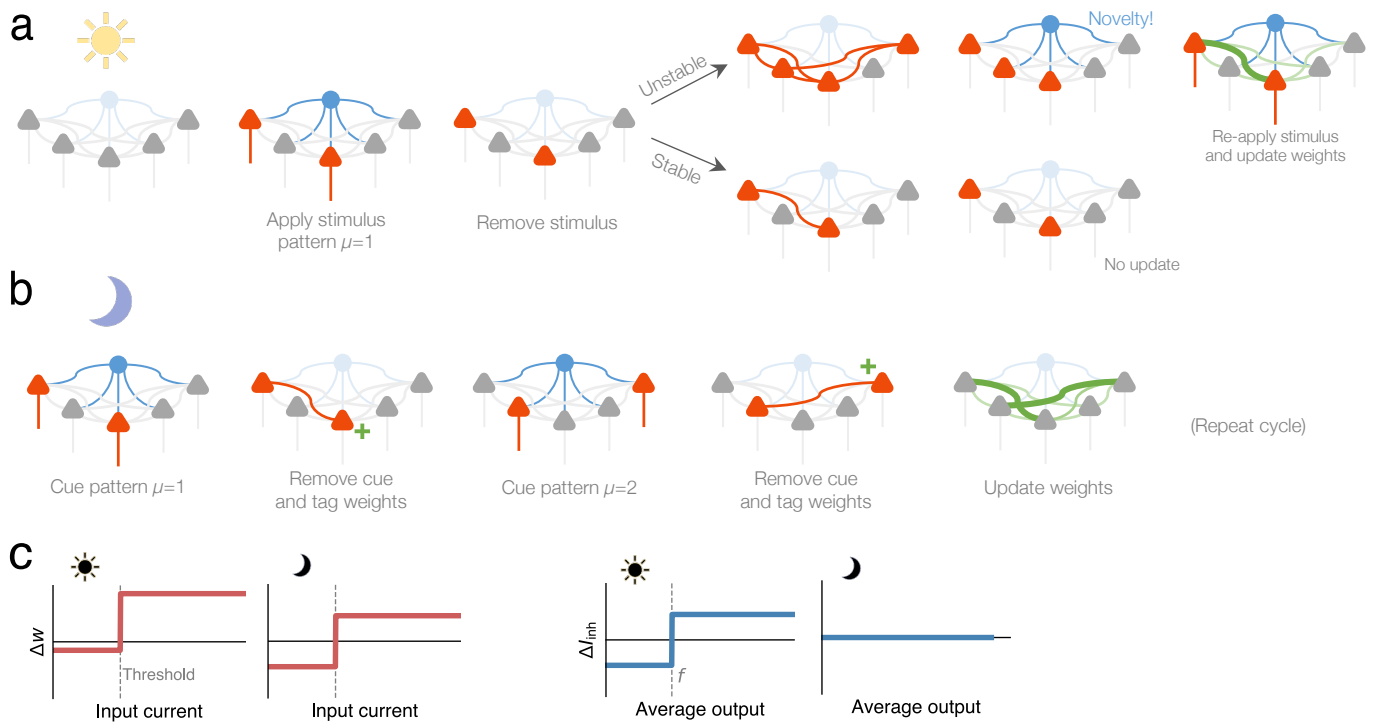 a
Novelty!
Unstable
Stable
Apply stimulus
pattern μ=1
Remove stimulus
Re-apply stimulus
and update weights
No update
b
Cue pattern μ=1
Remove cue
and tag weights
Cue pattern μ=2
Remove cue
and tag weights
Update weights
(Repeat cycle)
c
Δw
Threshold
Input current
Input current
ΔI_inh
f
Average output
Average output